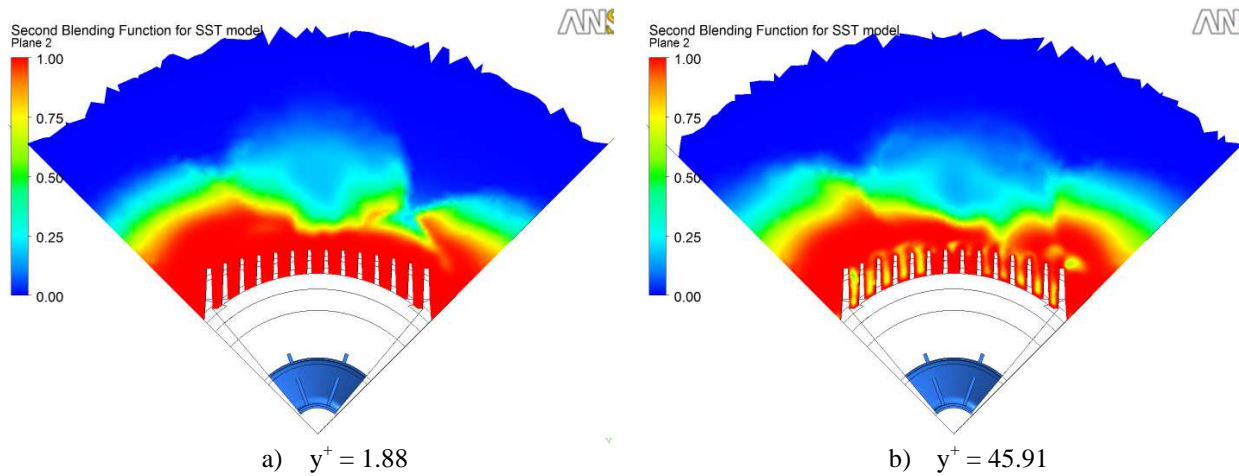 Second Blending Function for SST model
Plane 2
1.00
0.75
0.50
0.25
0.00
ANS
a) y⁺ = 1.88
Second Blending Function for SST model
Plane 2
1.00
0.75
0.50
0.25
0.00
AN
b) y⁺ = 45.91